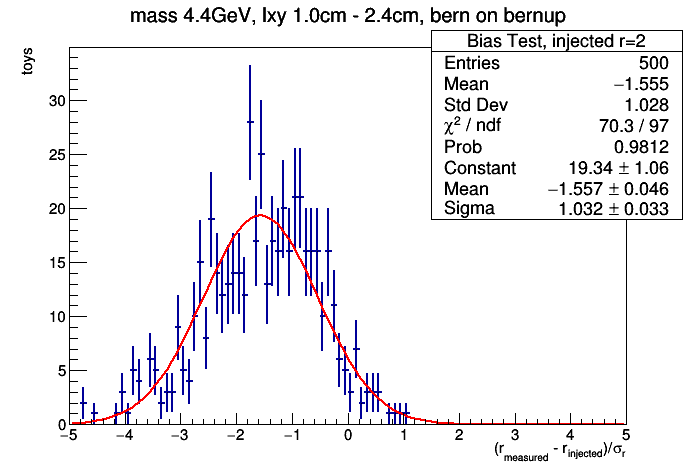 mass 4.4GeV, lxy 1.0cm - 2.4cm, bern on bernup
Bias Test, injected r=2
Entries 500
Mean −1.555
Std Dev 1.028
χ² / ndf 70.3 / 97
Prob 0.9812
Constant 19.34 ± 1.06
Mean −1.557 ± 0.046
Sigma 1.032 ± 0.033
toys
30
25
20
15
10
5
0
−5 −4 −3 −2 −1 0 1 2 3 4 5
(r_measured - r_injected)/σ_r